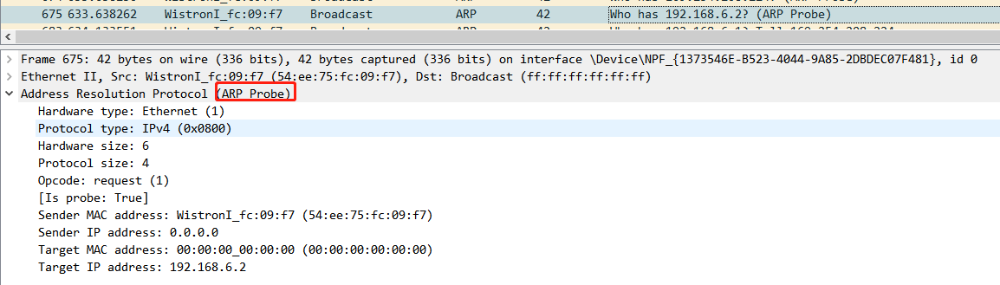 675 633.638262 WistronI_fc:09:f7 Broadcast ARP 42 Who has 192.168.6.2? (ARP Probe)
Frame 675: 42 bytes on wire (336 bits), 42 bytes captured (336 bits) on interface \Device\NPF_{1373546E-B523-4044-9A85-2DBDEC07F481}, id 0
Ethernet II, Src: WistronI_fc:09:f7 (54:ee:75:fc:09:f7), Dst: Broadcast (ff:ff:ff:ff:ff:ff)
Address Resolution Protocol (ARP Probe)
Hardware type: Ethernet (1)
Protocol type: IPv4 (0x0800)
Hardware size: 6
Protocol size: 4
Opcode: request (1)
[Is probe: True]
Sender MAC address: WistronI_fc:09:f7 (54:ee:75:fc:09:f7)
Sender IP address: 0.0.0.0
Target MAC address: 00:00:00_00:00:00 (00:00:00:00:00:00)
Target IP address: 192.168.6.2